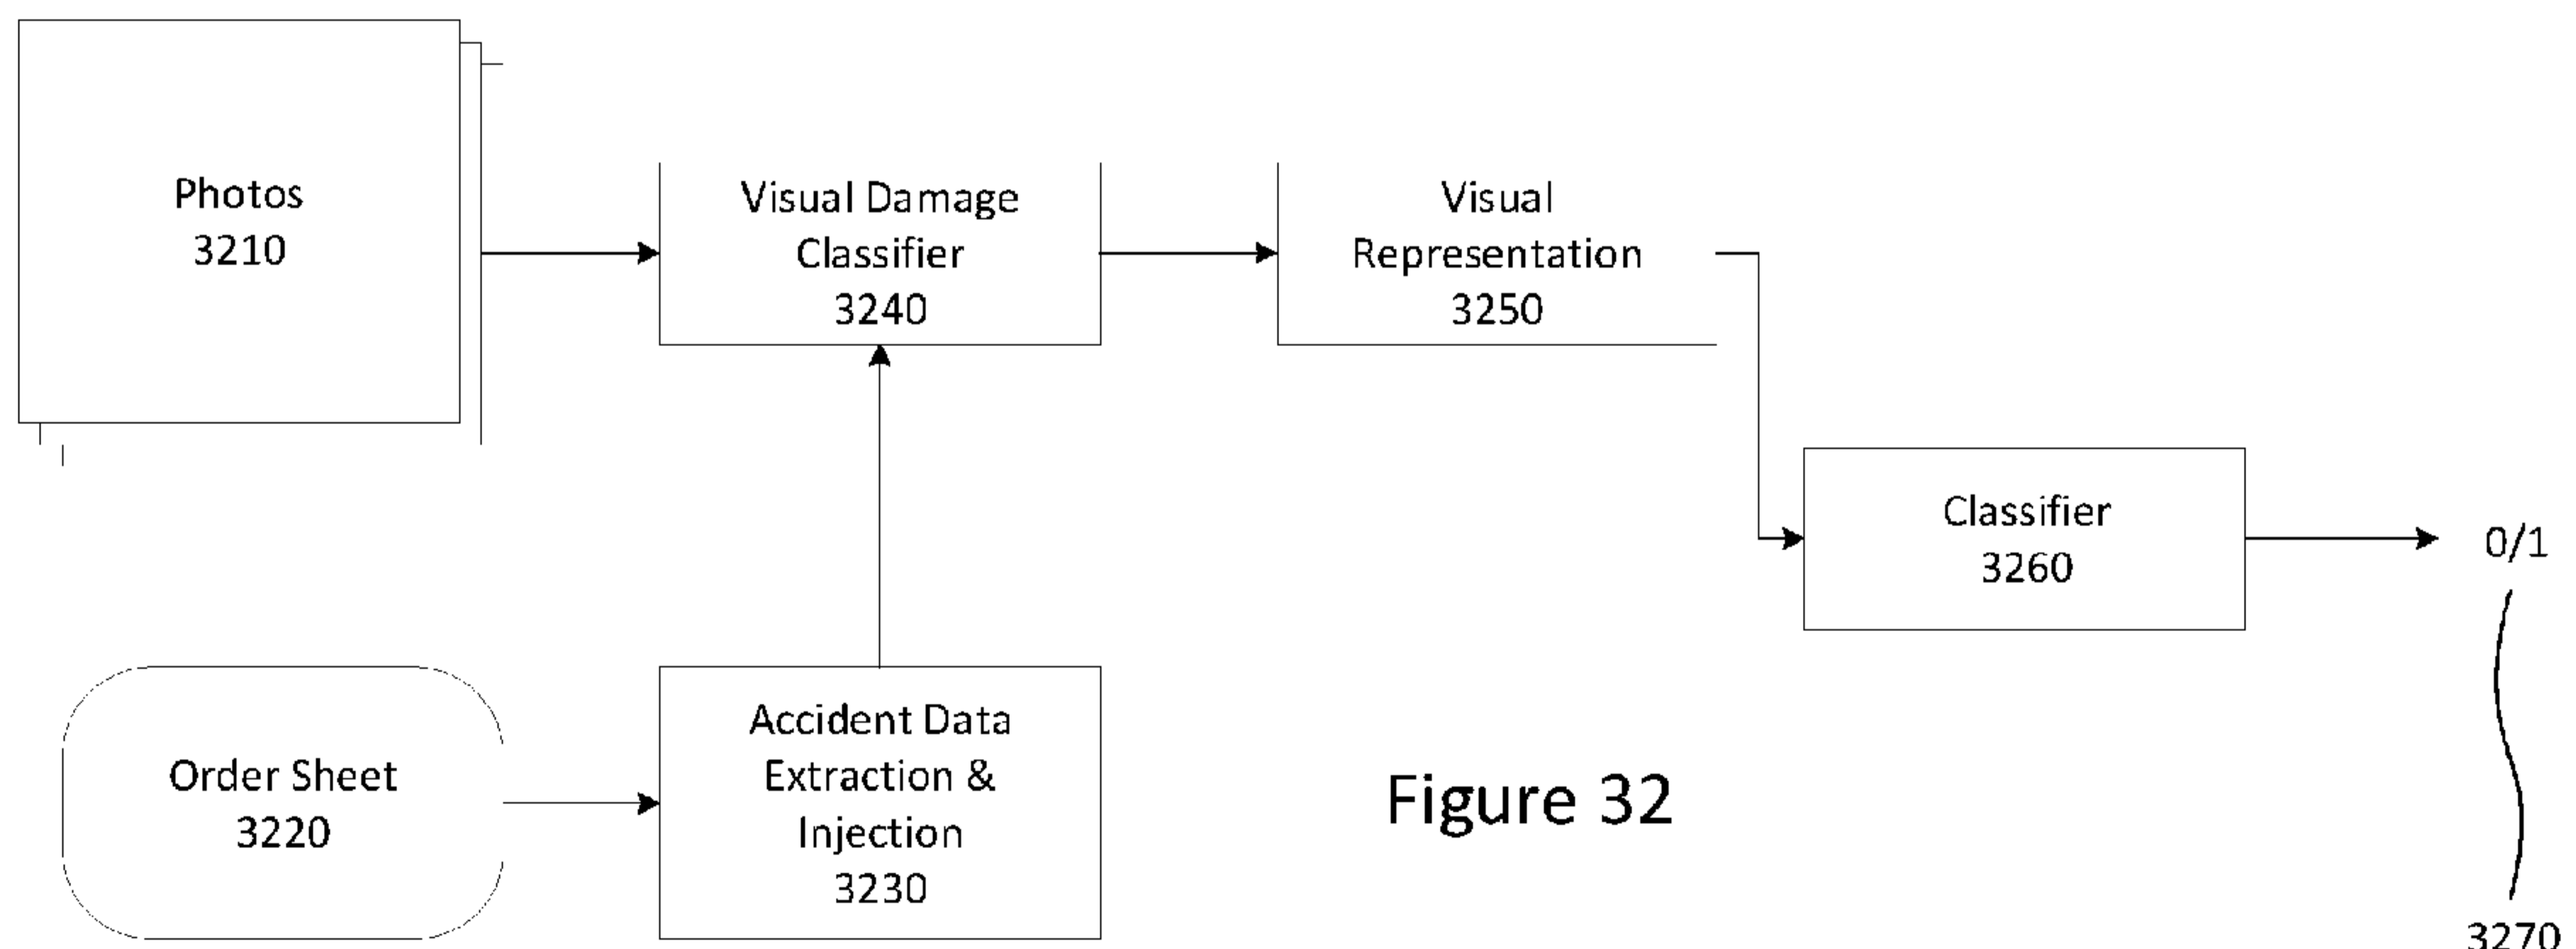 Photos
3210
Visual Damage
Classifier
3240
Visual
Representation
3250
Classifier
3260
0/1
Order Sheet
3220
Accident Data
Extraction &
Injection
3230
Figure 32
3270